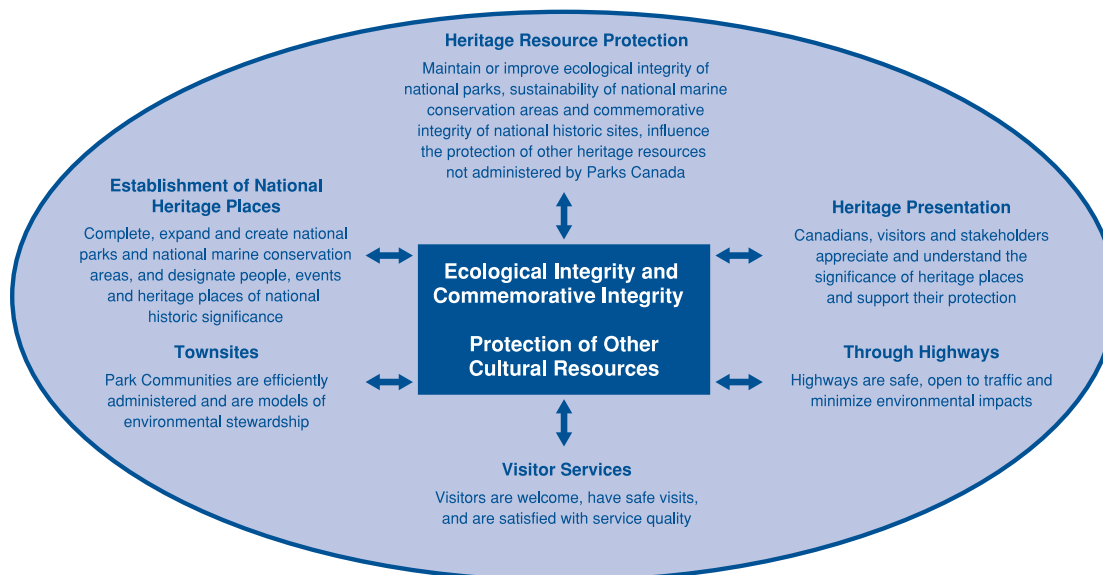 Heritage Resource Protection
Maintain or improve ecological integrity of
national parks, sustainability of national marine
conservation areas and commemorative
integrity of national historic sites, influence
the protection of other heritage resources
not administered by Parks Canada
Establishment of National
Heritage Places
Complete, expand and create national
parks and national marine conservation
areas, and designate people, events
and heritage places of national
historic significance
Ecological Integrity and
Commemorative Integrity
Protection of Other
Cultural Resources
Heritage Presentation
Canadians, visitors and stakeholders
appreciate and understand the
significance of heritage places
and support their protection
Townsites
Park Communities are efficiently
administered and are models of
environmental stewardship
Through Highways
Highways are safe, open to traffic and
minimize environmental impacts
Visitor Services
Visitors are welcome, have safe visits,
and are satisfied with service quality